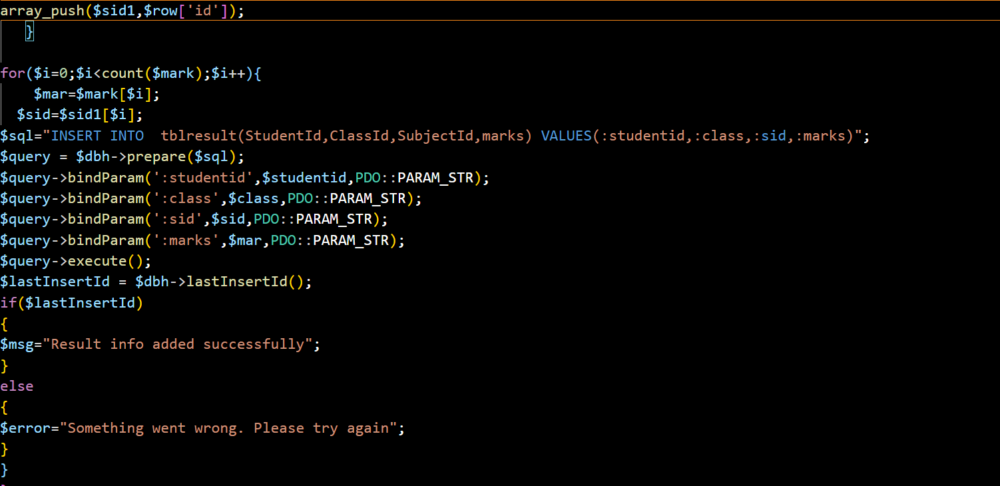 array_push($sid1,$row['id']);
}
for($i=0;$i<count($mark);$i++){
$mar=$mark[$i];
$sid=$sid1[$i];
$sql="INSERT INTO  tblresult(StudentId,ClassId,SubjectId,marks) VALUES(:studentid,:class,:sid,:marks)";
$query = $dbh->prepare($sql);
$query->bindParam(':studentid',$studentid,PDO::PARAM_STR);
$query->bindParam(':class',$class,PDO::PARAM_STR);
$query->bindParam(':sid',$sid,PDO::PARAM_STR);
$query->bindParam(':marks',$mar,PDO::PARAM_STR);
$query->execute();
$lastInsertId = $dbh->lastInsertId();
if($lastInsertId)
{
$msg="Result info added successfully";
}
else
{
$error="Something went wrong. Please try again";
}
}